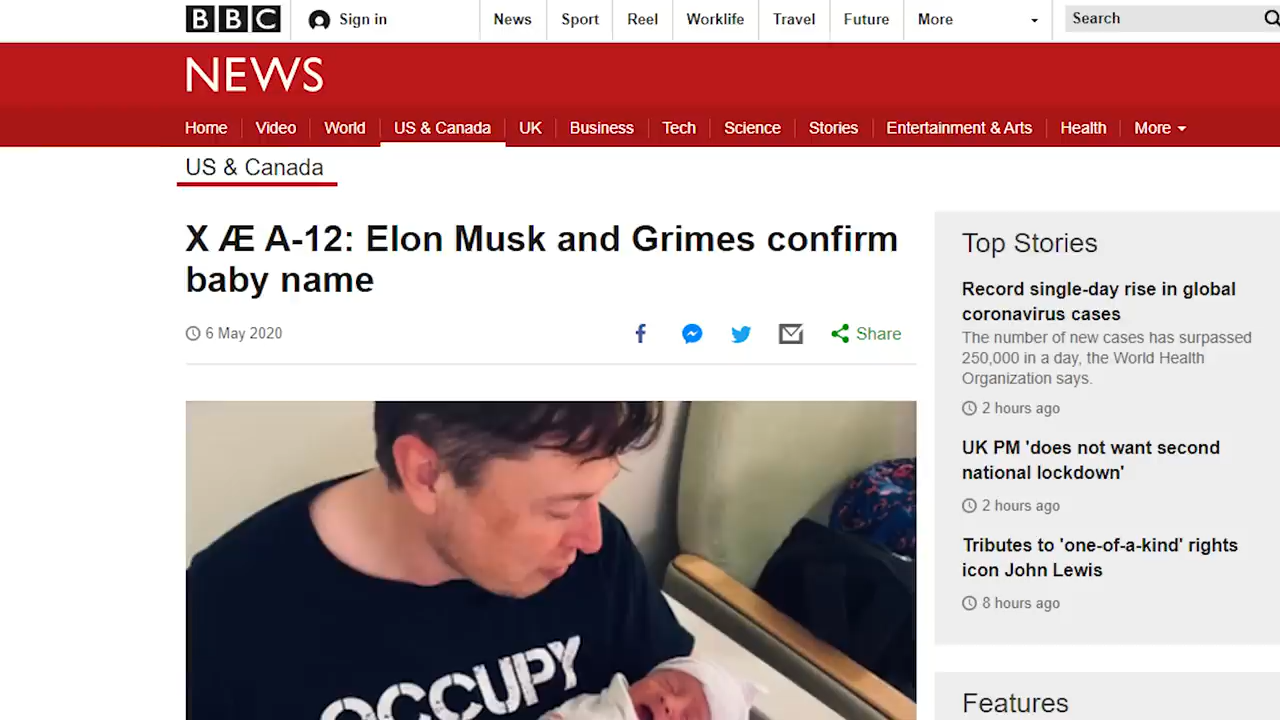 BBC
Sign in
News
Sport
Reel
Worklife
Travel
Future
More
Search
NEWS
Home
Video
World
US & Canada
UK
Business
Tech
Science
Stories
Entertainment & Arts
Health
More
US & Canada
X Æ A-12: Elon Musk and Grimes confirm
baby name
6 May 2020
Share
OCCUPY
Top Stories
Record single-day rise in global
coronavirus cases
The number of new cases has surpassed
250,000 in a day, the World Health
Organization says.
2 hours ago
UK PM 'does not want second
national lockdown'
2 hours ago
Tributes to 'one-of-a-kind' rights
icon John Lewis
8 hours ago
Features